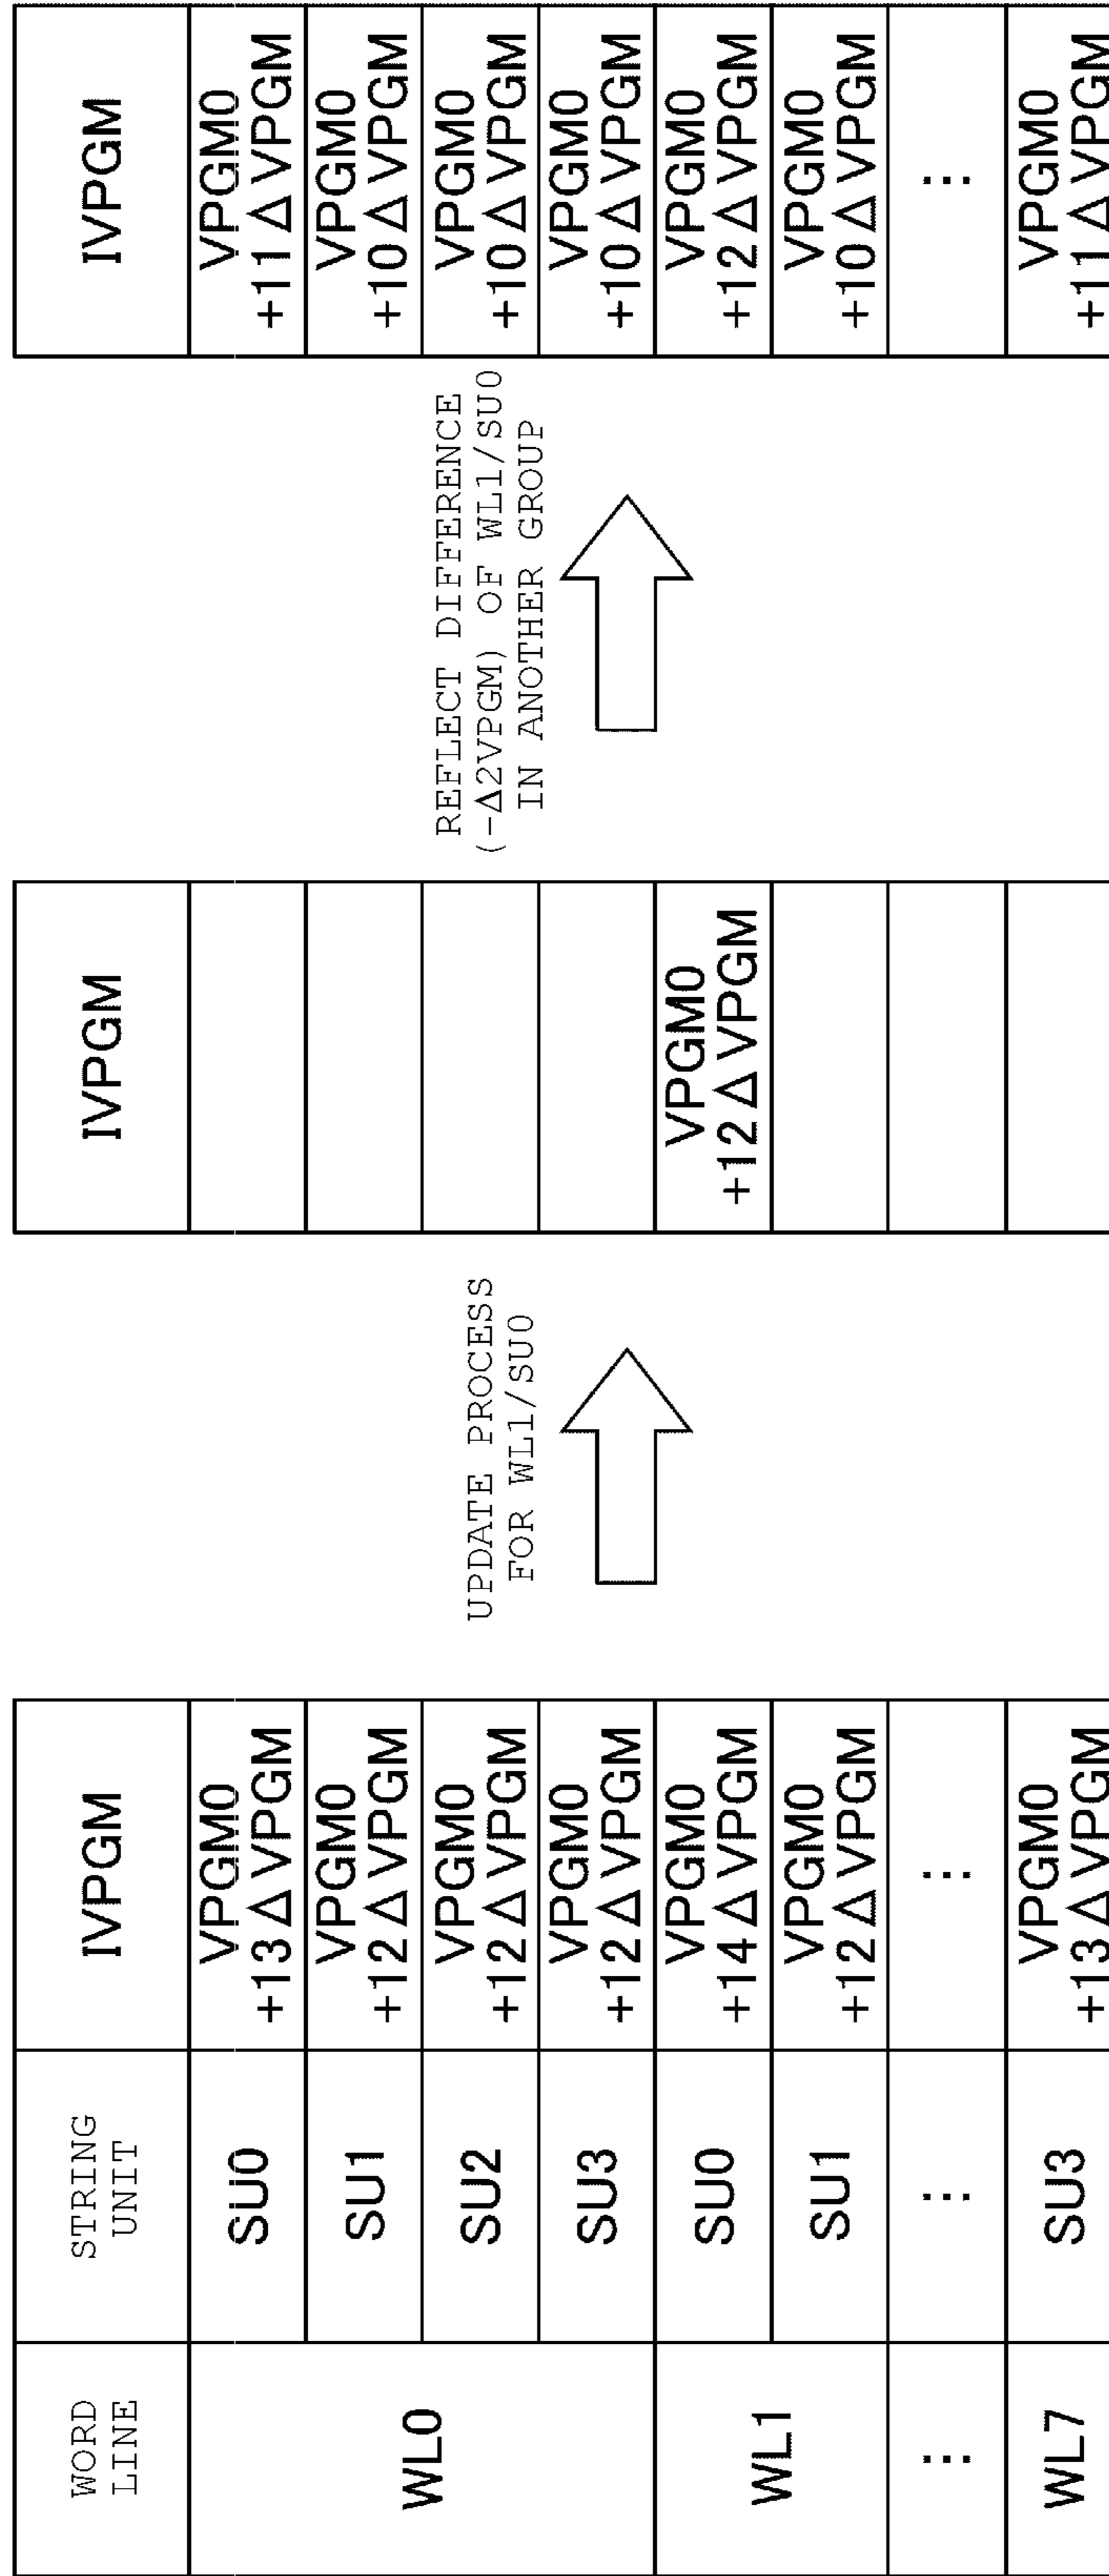 WORD
LINE
STRING
UNIT
IVPGM
WL0
SU0
VPGM0
+13ΔVPGM
SU1
VPGM0
+12ΔVPGM
SU2
VPGM0
+12ΔVPGM
SU3
VPGM0
+12ΔVPGM
WL1
SU0
VPGM0
+14ΔVPGM
SU1
VPGM0
+12ΔVPGM
⋮
⋮
⋮
WL7
SU3
VPGM0
+13ΔVPGM
UPDATE PROCESS
FOR WL1/SU0
IVPGM
VPGM0
+12ΔVPGM
REFLECT DIFFERENCE
(-Δ2VPGM) OF WL1/SU0
IN ANOTHER GROUP
IVPGM
VPGM0
+11ΔVPGM
VPGM0
+10ΔVPGM
VPGM0
+10ΔVPGM
VPGM0
+10ΔVPGM
VPGM0
+12ΔVPGM
VPGM0
+10ΔVPGM
⋮
VPGM0
+11ΔVPGM